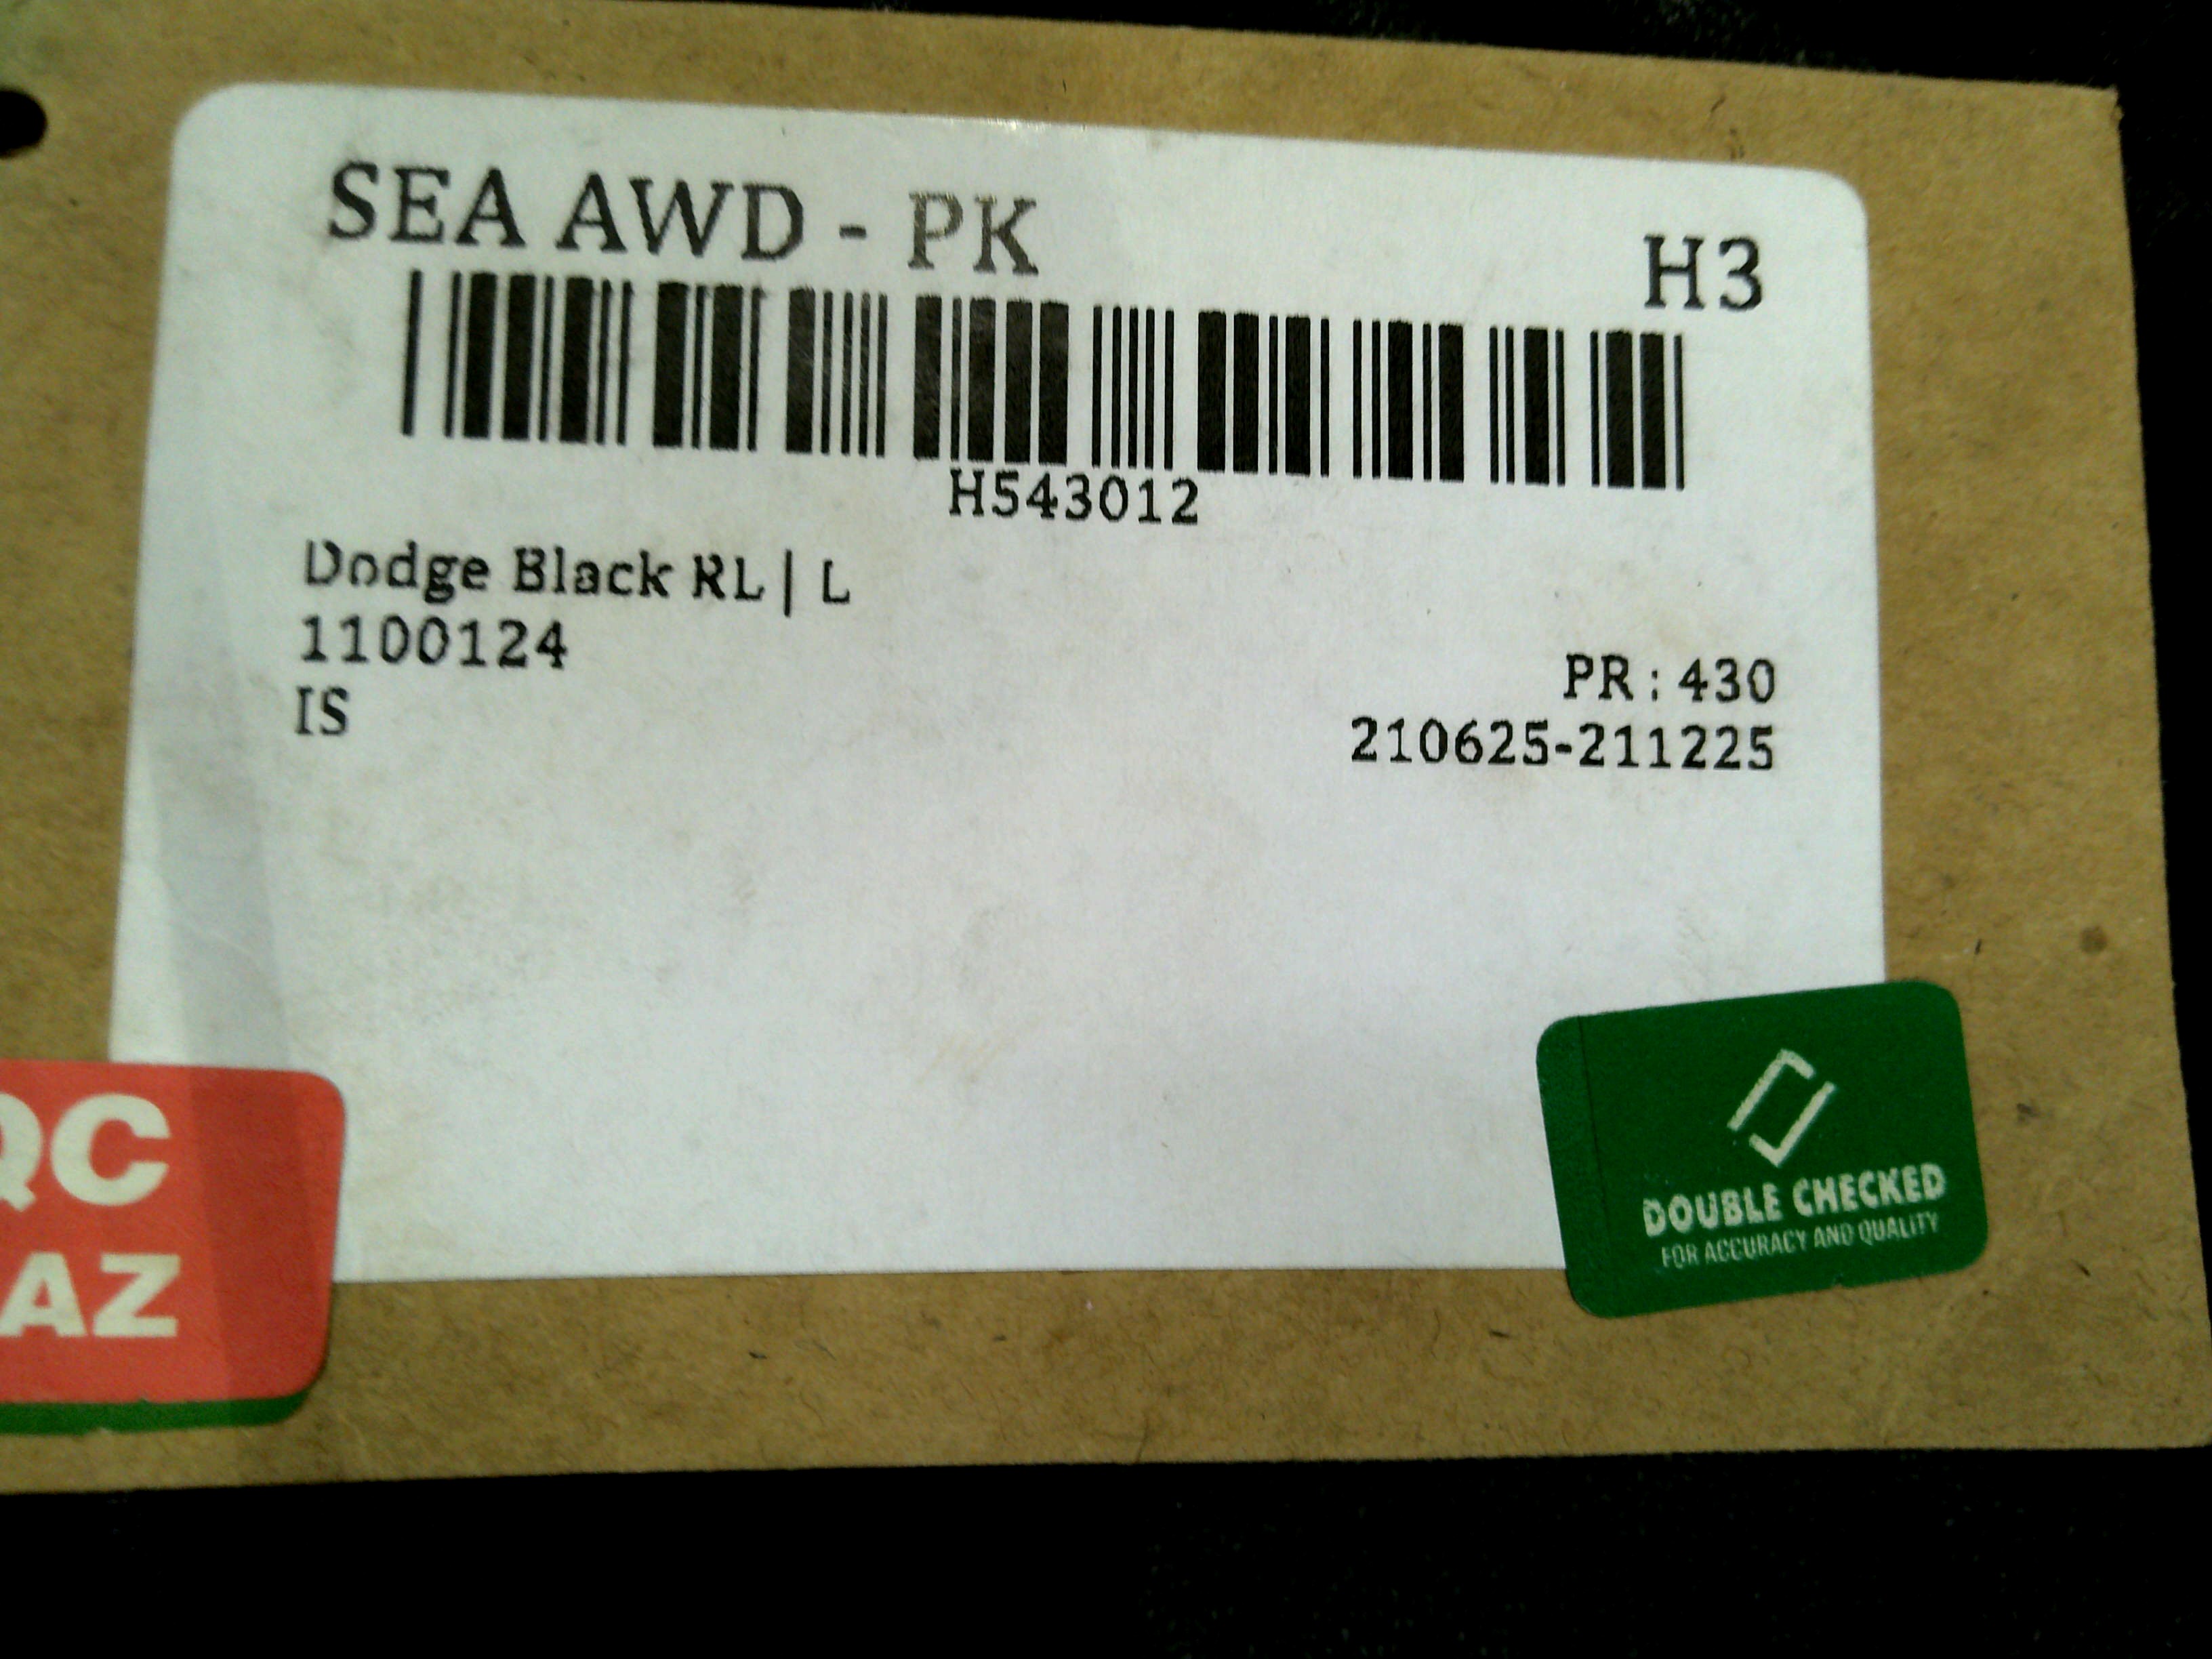 SEA AWD - PK
H3
H543012
Dodge Black RL | L
1100124
IS
PR : 430
210625-211225
QC
AZ
DOUBLE CHECKED
FOR ACCURACY AND QUALITY